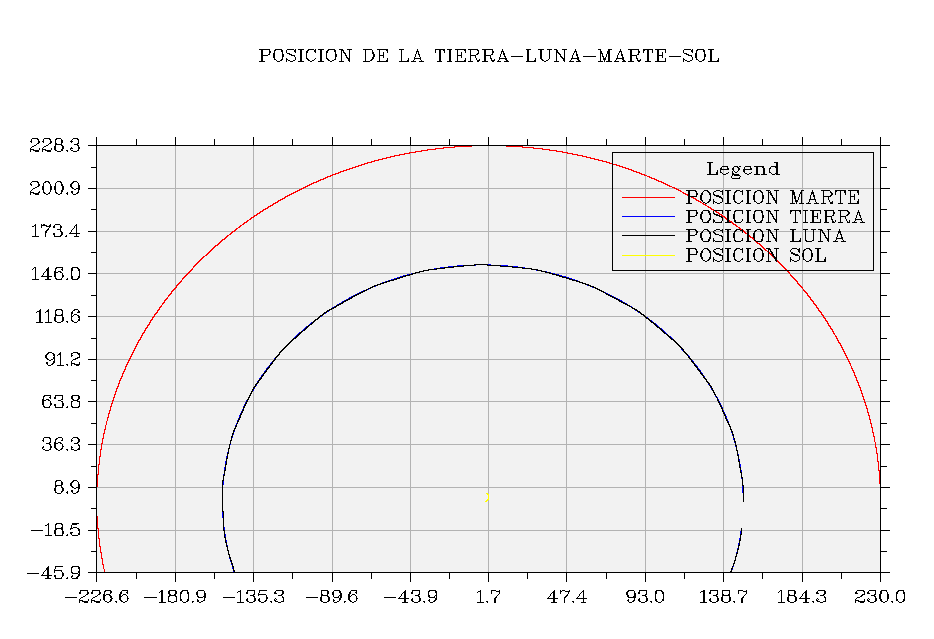 POSICION DE LA TIERRA-LUNA-MARTE-SOL
Legend
POSICION MARTE
POSICION TIERRA
POSICION LUNA
POSICION SOL
228.3
200.9
173.4
146.0
118.6
91.2
63.8
36.3
8.9
-18.5
-45.9
-226.6 -180.9 -135.3 -89.6 -43.9 1.7 47.4 93.0 138.7 184.3 230.0